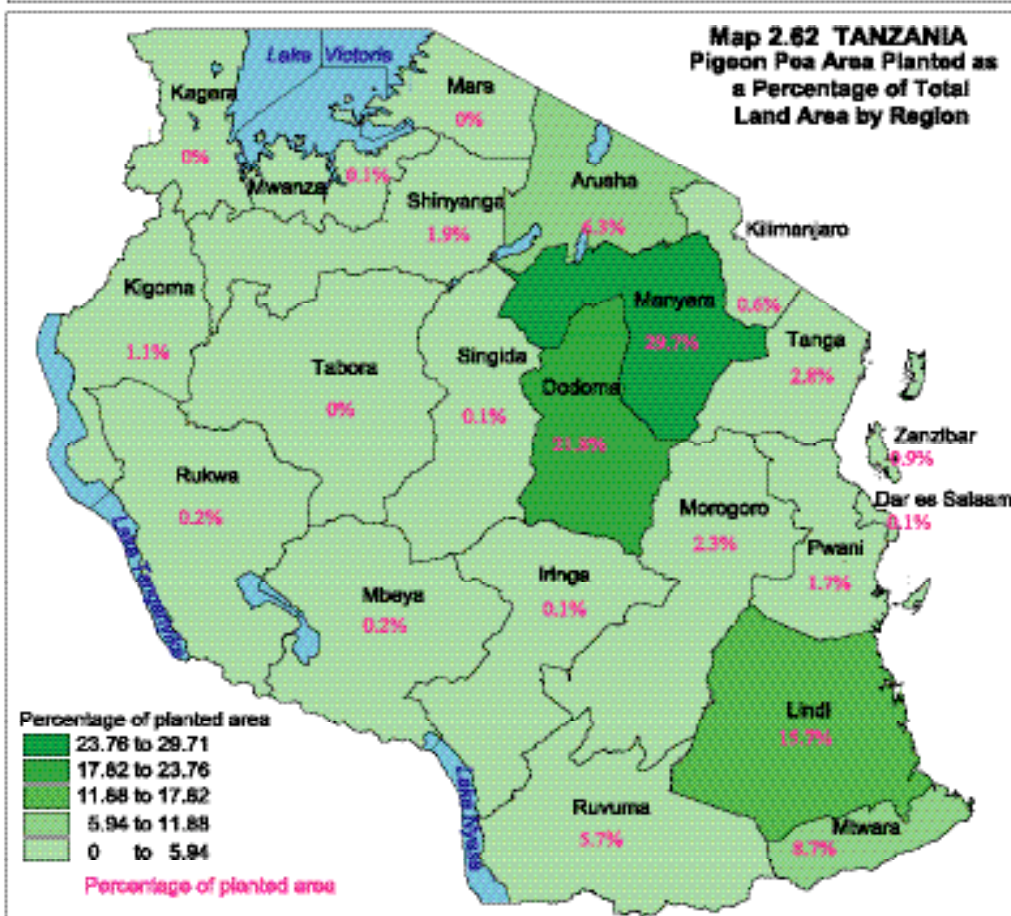 Map 2.62 TANZANIA
Pigeon Pea Area Planted as
a Percentage of Total
Land Area by Region
Lake Victoria
Kagera
0%
Mara
0%
Mwanza
0.1%
Shinyanga
1.9%
Arusha
6.3%
Kilimanjaro
0.6%
Kigoma
1.1%
Manyara
29.7%
Tanga
2.8%
Tabora
0%
Singida
0.1%
Dodoma
21.8%
Zanzibar
0.9%
Dar es Salaam
0.1%
Rukwa
0.2%
Morogoro
2.3%
Pwani
1.7%
Lake Tanganyika
Mbeya
0.2%
Iringa
0.1%
Lindi
15.7%
Lake Nyasa
Ruvuma
5.7%
Mtwara
8.7%
Percentage of planted area
23.76 to 29.71
17.82 to 23.76
11.88 to 17.82
5.94 to 11.88
0 to 5.94
Percentage of planted area